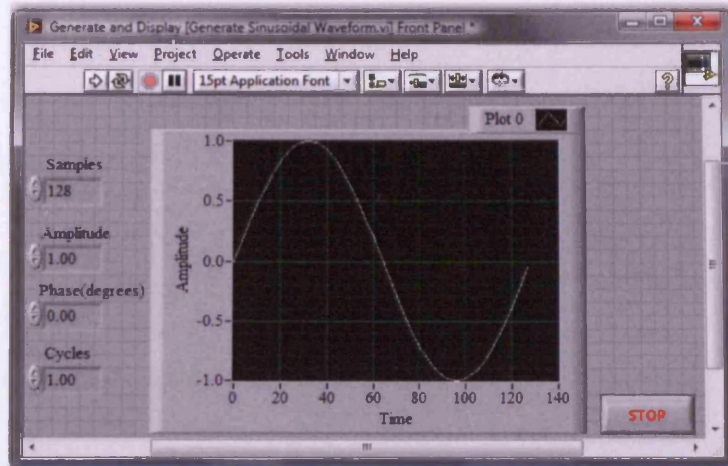 Generate and Display [Generate Sinusoidal Waveform.vi] Front Panel *
File Edit View Project Operate Tools Window Help
15pt Application Font
?
Plot 0
Samples
128
Amplitude
1.00
Phase(degrees)
0.00
Cycles
1.00
Amplitude
1.0
0.5
0.0
-0.5
-1.0
0 20 40 60 80 100 120 140
Time
STOP